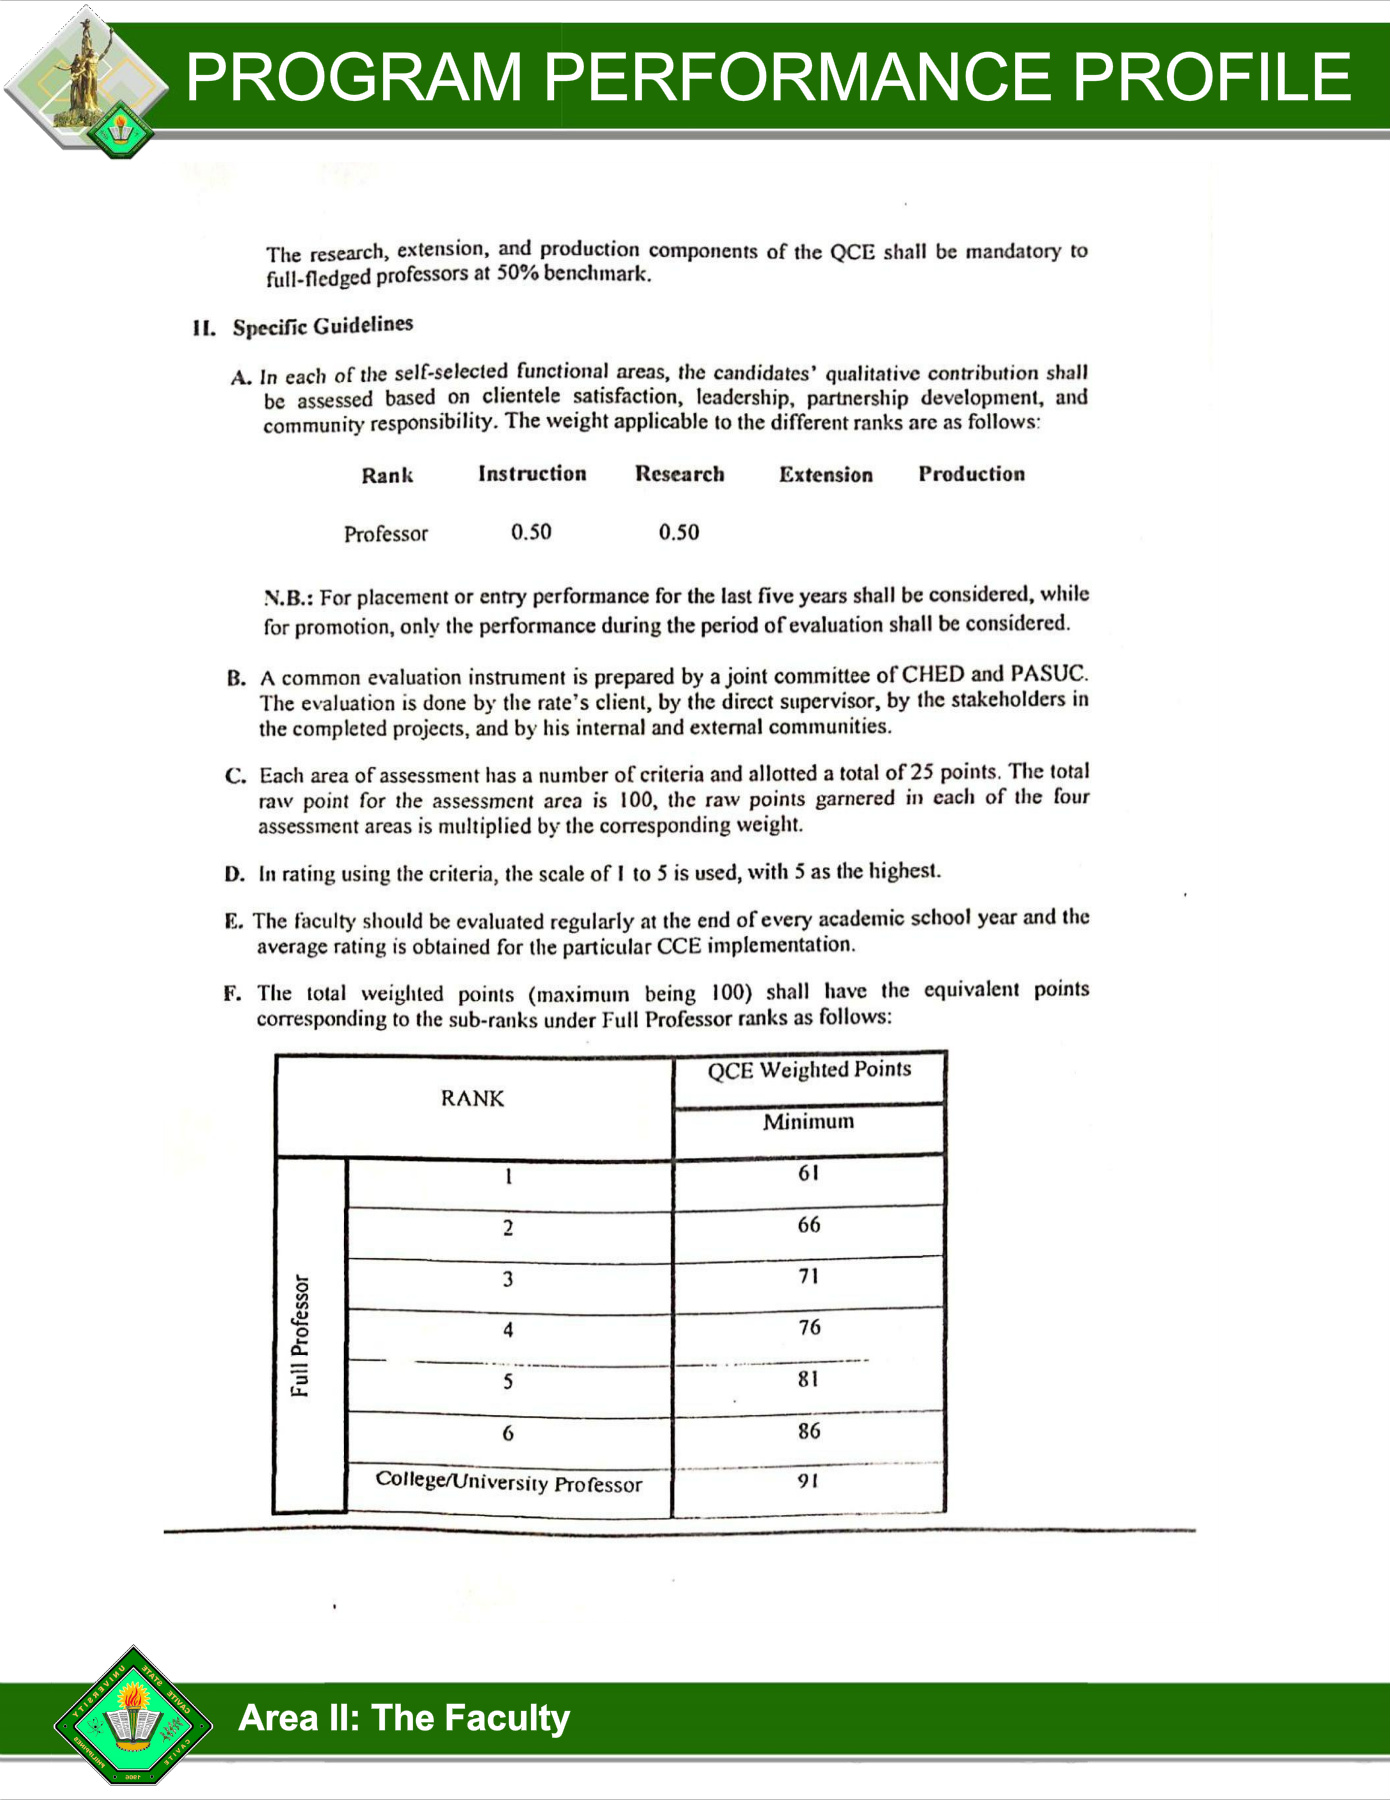 PROGRAM PERFORMANCE PROFILE
The research, extension, and production components of the QCE shall be mandatory to
full-fledged professors at 50% benchmark.
II. Specific Guidelines
A. In each of the self-selected functional areas, the candidates' qualitative contribution shall
be assessed based on clientele satisfaction, leadership, partnership development, and
community responsibility. The weight applicable to the different ranks are as follows:
Rank Instruction Research Extension Production
Professor 0.50 0.50
N.B.: For placement or entry performance for the last five years shall be considered, while
for promotion, only the performance during the period of evaluation shall be considered.
B. A common evaluation instrument is prepared by a joint committee of CHED and PASUC.
The evaluation is done by the rate's client, by the direct supervisor, by the stakeholders in
the completed projects, and by his internal and external communities.
C. Each area of assessment has a number of criteria and allotted a total of 25 points. The total
raw point for the assessment area is 100, the raw points garnered in each of the four
assessment areas is multiplied by the corresponding weight.
D. In rating using the criteria, the scale of 1 to 5 is used, with 5 as the highest.
E. The faculty should be evaluated regularly at the end of every academic school year and the
average rating is obtained for the particular CCE implementation.
F. The total weighted points (maximum being 100) shall have the equivalent points
corresponding to the sub-ranks under Full Professor ranks as follows:
RANK
QCE Weighted Points
Minimum
Full Professor
1 61
2 66
3 71
4 76
5 81
6 86
College/University Professor 91
CAVITE STATE UNIVERSITY
CAVITE
PHILIPPINES
1906
Area II: The Faculty